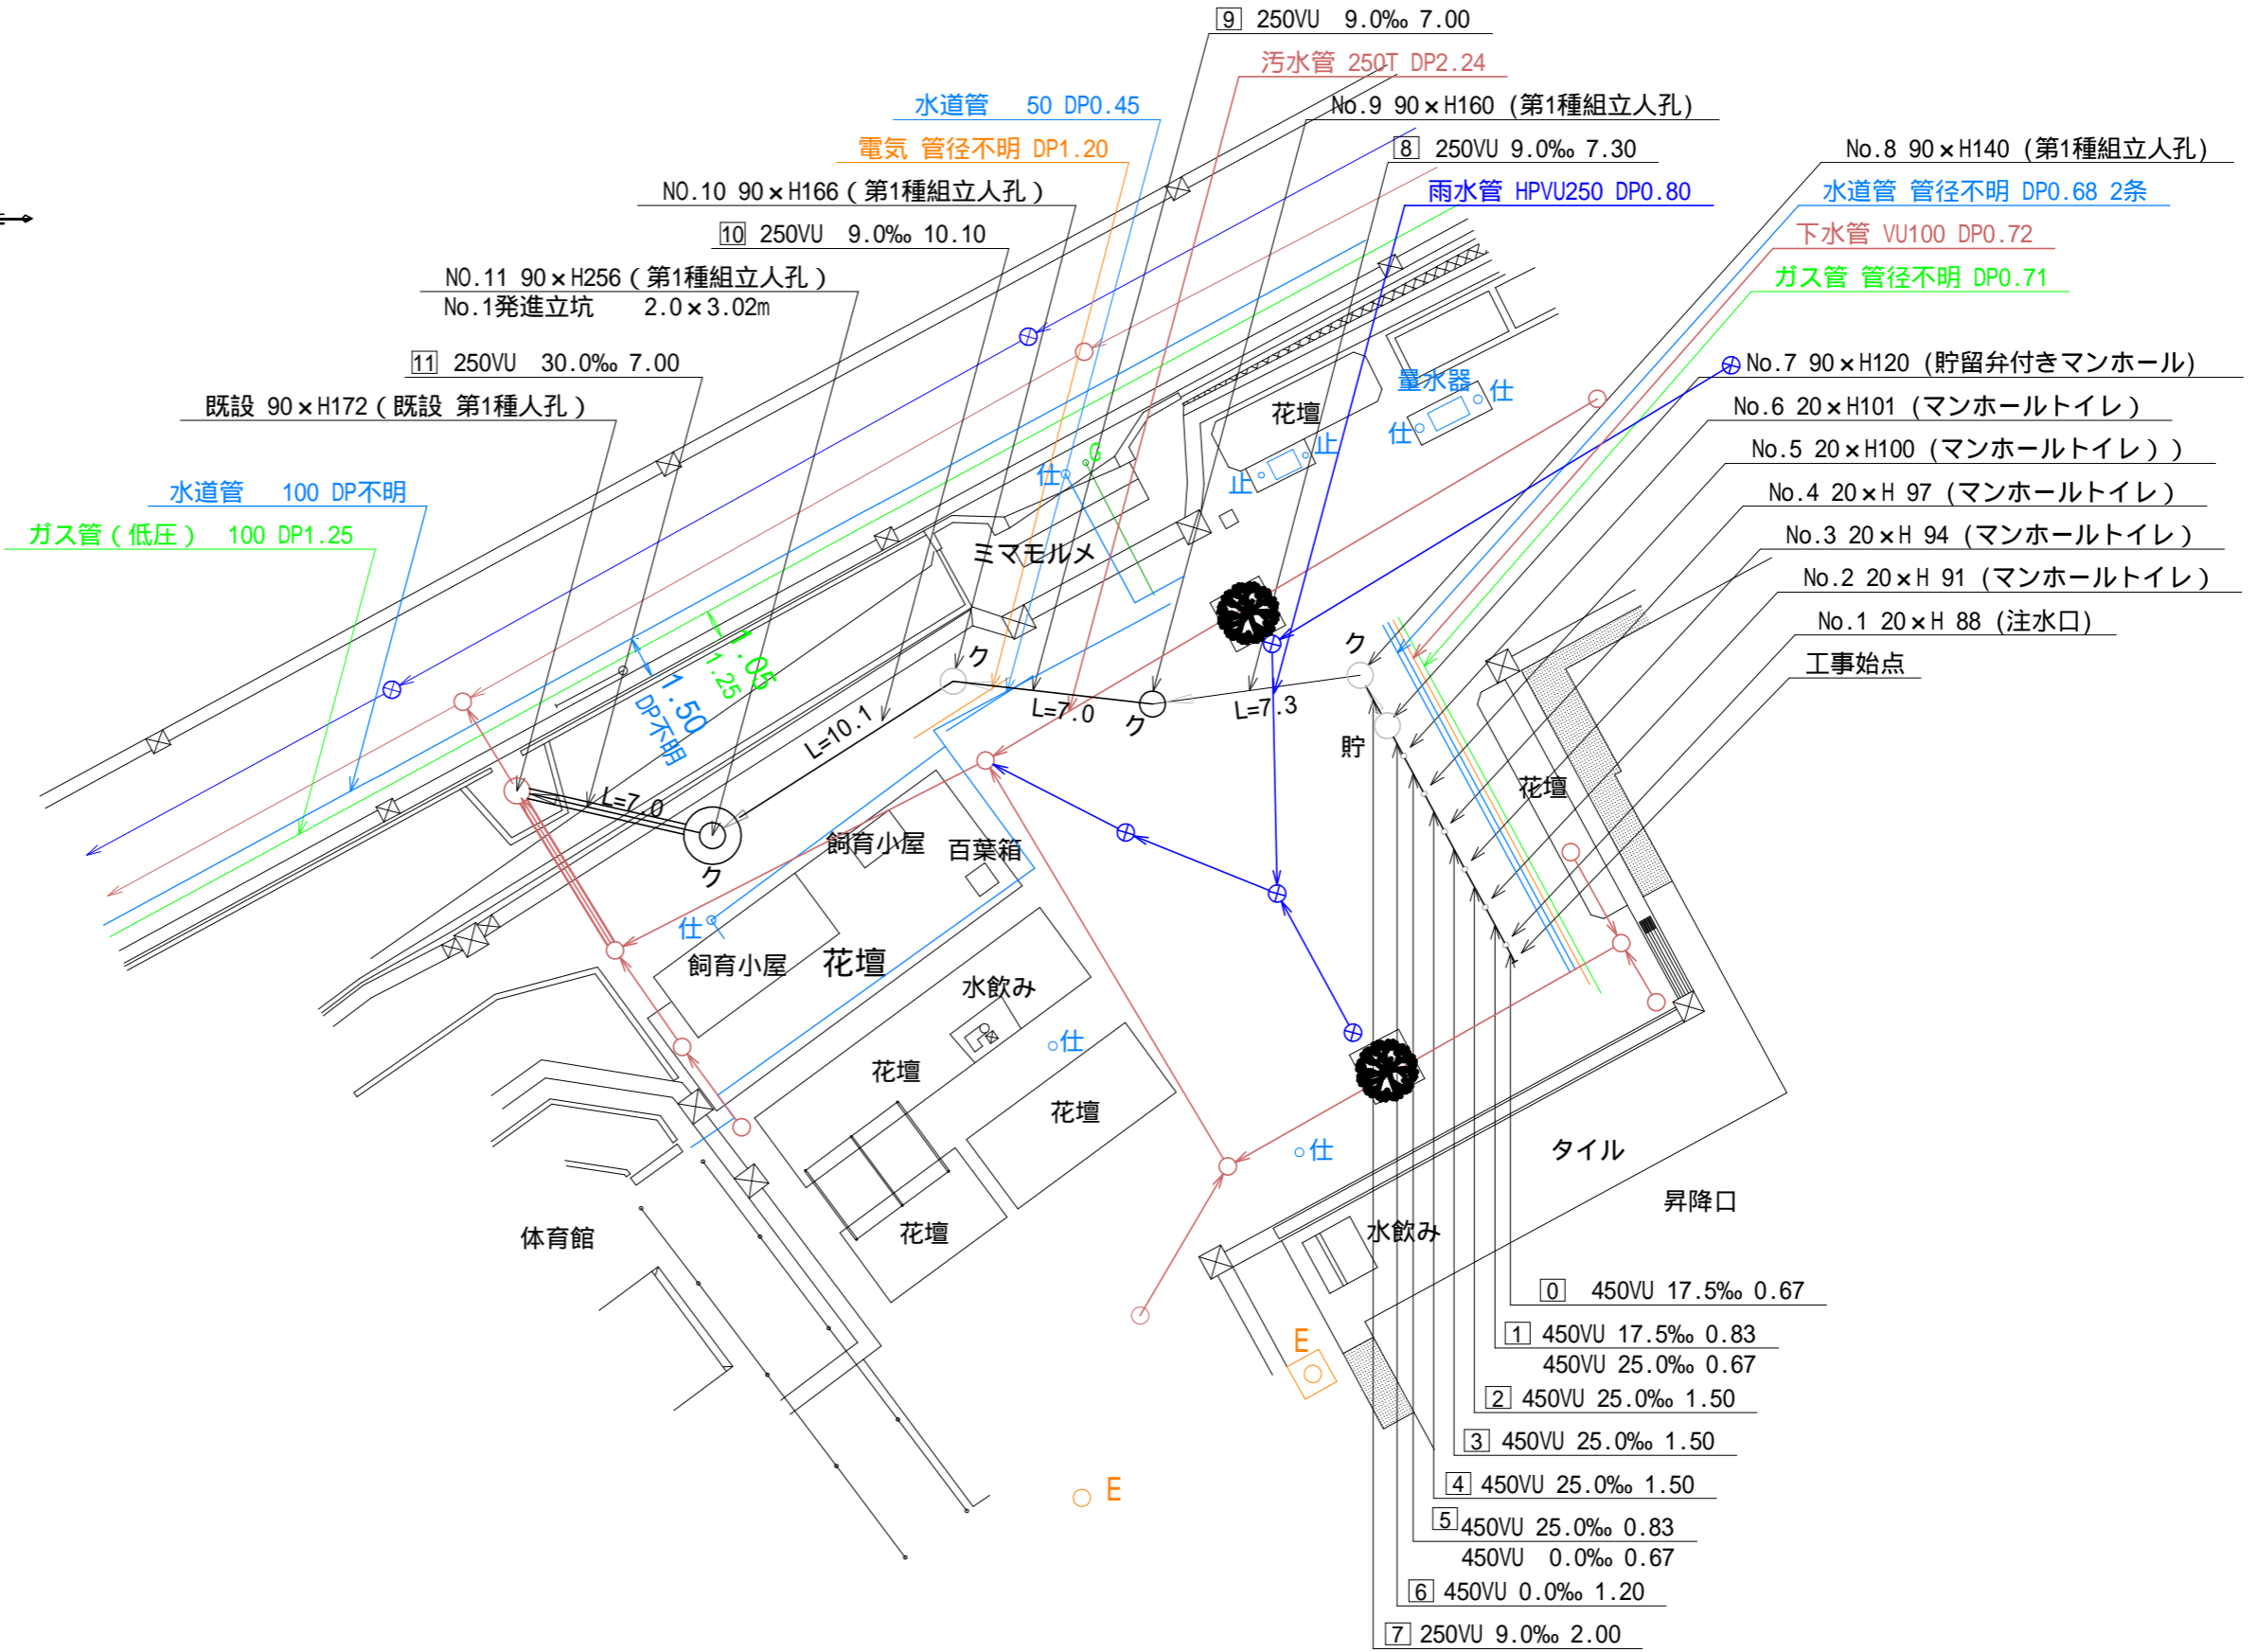 9 250VU 9.0‰ 7.00
汚水管 250T DP2.24
水道管 50 DP0.45
No.9 90×H160 (第1種組立人孔)
電気 管径不明 DP1.20
8 250VU 9.0‰ 7.30
No.8 90×H140 (第1種組立人孔)
NO.10 90×H166(第1種組立人孔)
雨水管 HPVU250 DP0.80
水道管 管径不明 DP0.68 2条
10 250VU 9.0‰ 10.10
下水管 VU100 DP0.72
NO.11 90×H256(第1種組立人孔)
No.1発進立坑 2.0×3.02m
ガス管 管径不明 DP0.71
11 250VU 30.0‰ 7.00
No.7 90×H120 (貯留弁付きマンホール)
既設 90×H172(既設 第1種人孔)
量水器
仕
仕
花壇
止
止
No.6 20×H101 (マンホールトイレ)
No.5 20×H100 (マンホールトイレ))
水道管 100 DP不明
No.4 20×H 97 (マンホールトイレ)
ガス管(低圧) 100 DP1.25
No.3 20×H 94 (マンホールトイレ)
No.2 20×H 91 (マンホールトイレ)
No.1 20×H 88 (注水口)
工事始点
G
仕
ミマモルメ
1.05
1.25
1.50
DP不明
ク
ク
ク
L=10.1
L=7.0
L=7.3
貯
L=7.0
ク
花壇
飼育小屋
百葉箱
仕
飼育小屋
花壇
水飲み
仕
花壇
花壇
花壇
仕
タイル
昇降口
水飲み
体育館
0 450VU 17.5‰ 0.67
1 450VU 17.5‰ 0.83
450VU 25.0‰ 0.67
2 450VU 25.0‰ 1.50
3 450VU 25.0‰ 1.50
4 450VU 25.0‰ 1.50
5 450VU 25.0‰ 0.83
450VU 0.0‰ 0.67
6 450VU 0.0‰ 1.20
7 250VU 9.0‰ 2.00
E
E